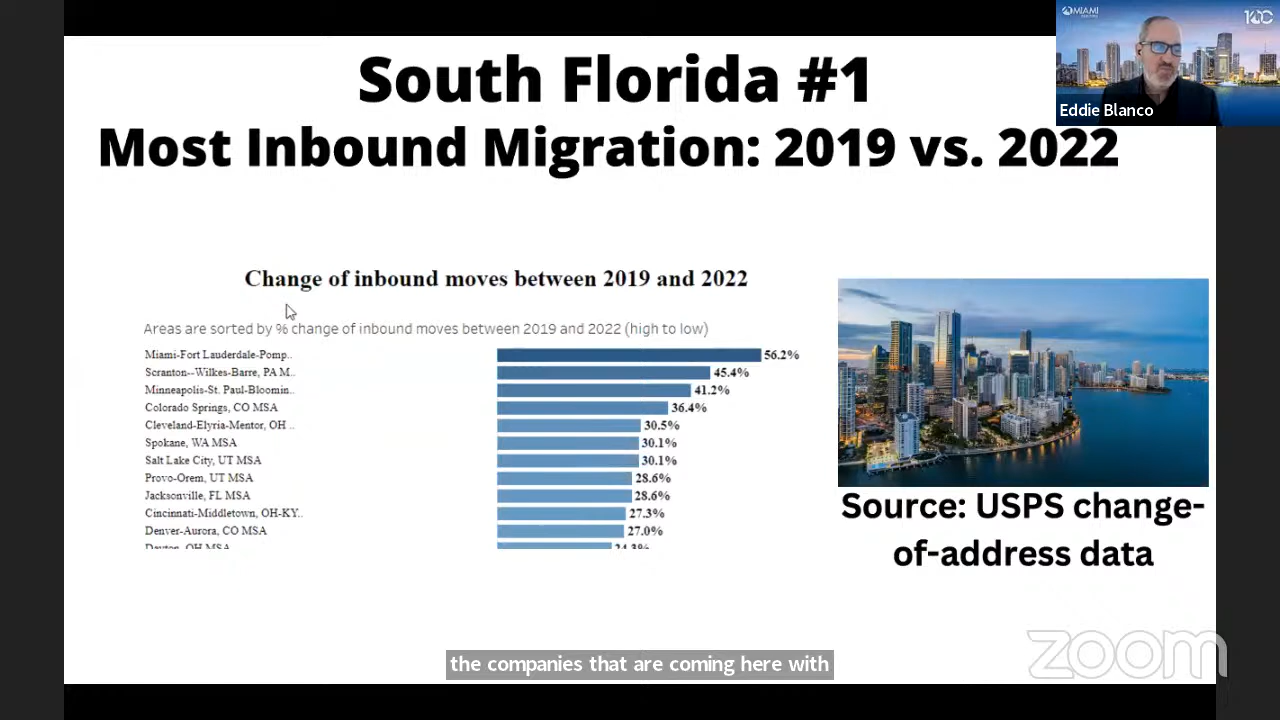 South Florida #1
Most Inbound Migration: 2019 vs. 2022
MIAMI
100
Eddie Blanco
Change of inbound moves between 2019 and 2022
Areas are sorted by % change of inbound moves between 2019 and 2022 (high to low)
Miami-Fort Lauderdale-Pomp.. 56.2%
Scranton--Wilkes-Barre, PA M.. 45.4%
Minneapolis-St. Paul-Bloomin.. 41.2%
Colorado Springs, CO MSA 36.4%
Cleveland-Elyria-Mentor, OH .. 30.5%
Spokane, WA MSA 30.1%
Salt Lake City, UT MSA 30.1%
Provo-Orem, UT MSA 28.6%
Jacksonville, FL MSA 28.6%
Cincinnati-Middletown, OH-KY.. 27.3%
Denver-Aurora, CO MSA 27.0%
Dayton, OH MSA 24.3%
Source: USPS change-
of-address data
the companies that are coming here with
zoom